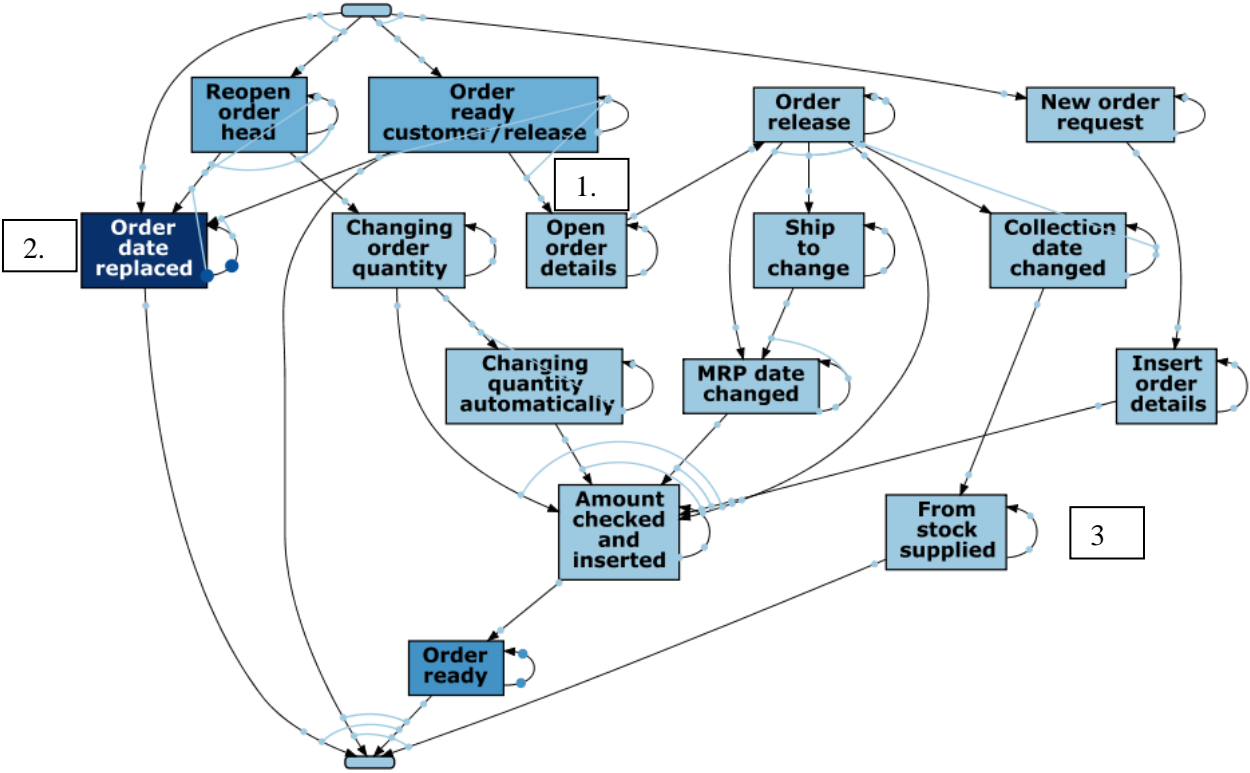 Reopen
order
head
Order
ready
customer/release
Order
release
New order
request
1.
2.
Order
date
replaced
Changing
order
quantity
Open
order
details
Ship
to
change
Collection
date
changed
Changing
quantity
automatically
MRP date
changed
Insert
order
details
Amount
checked
and
inserted
From
stock
supplied
3
Order
ready